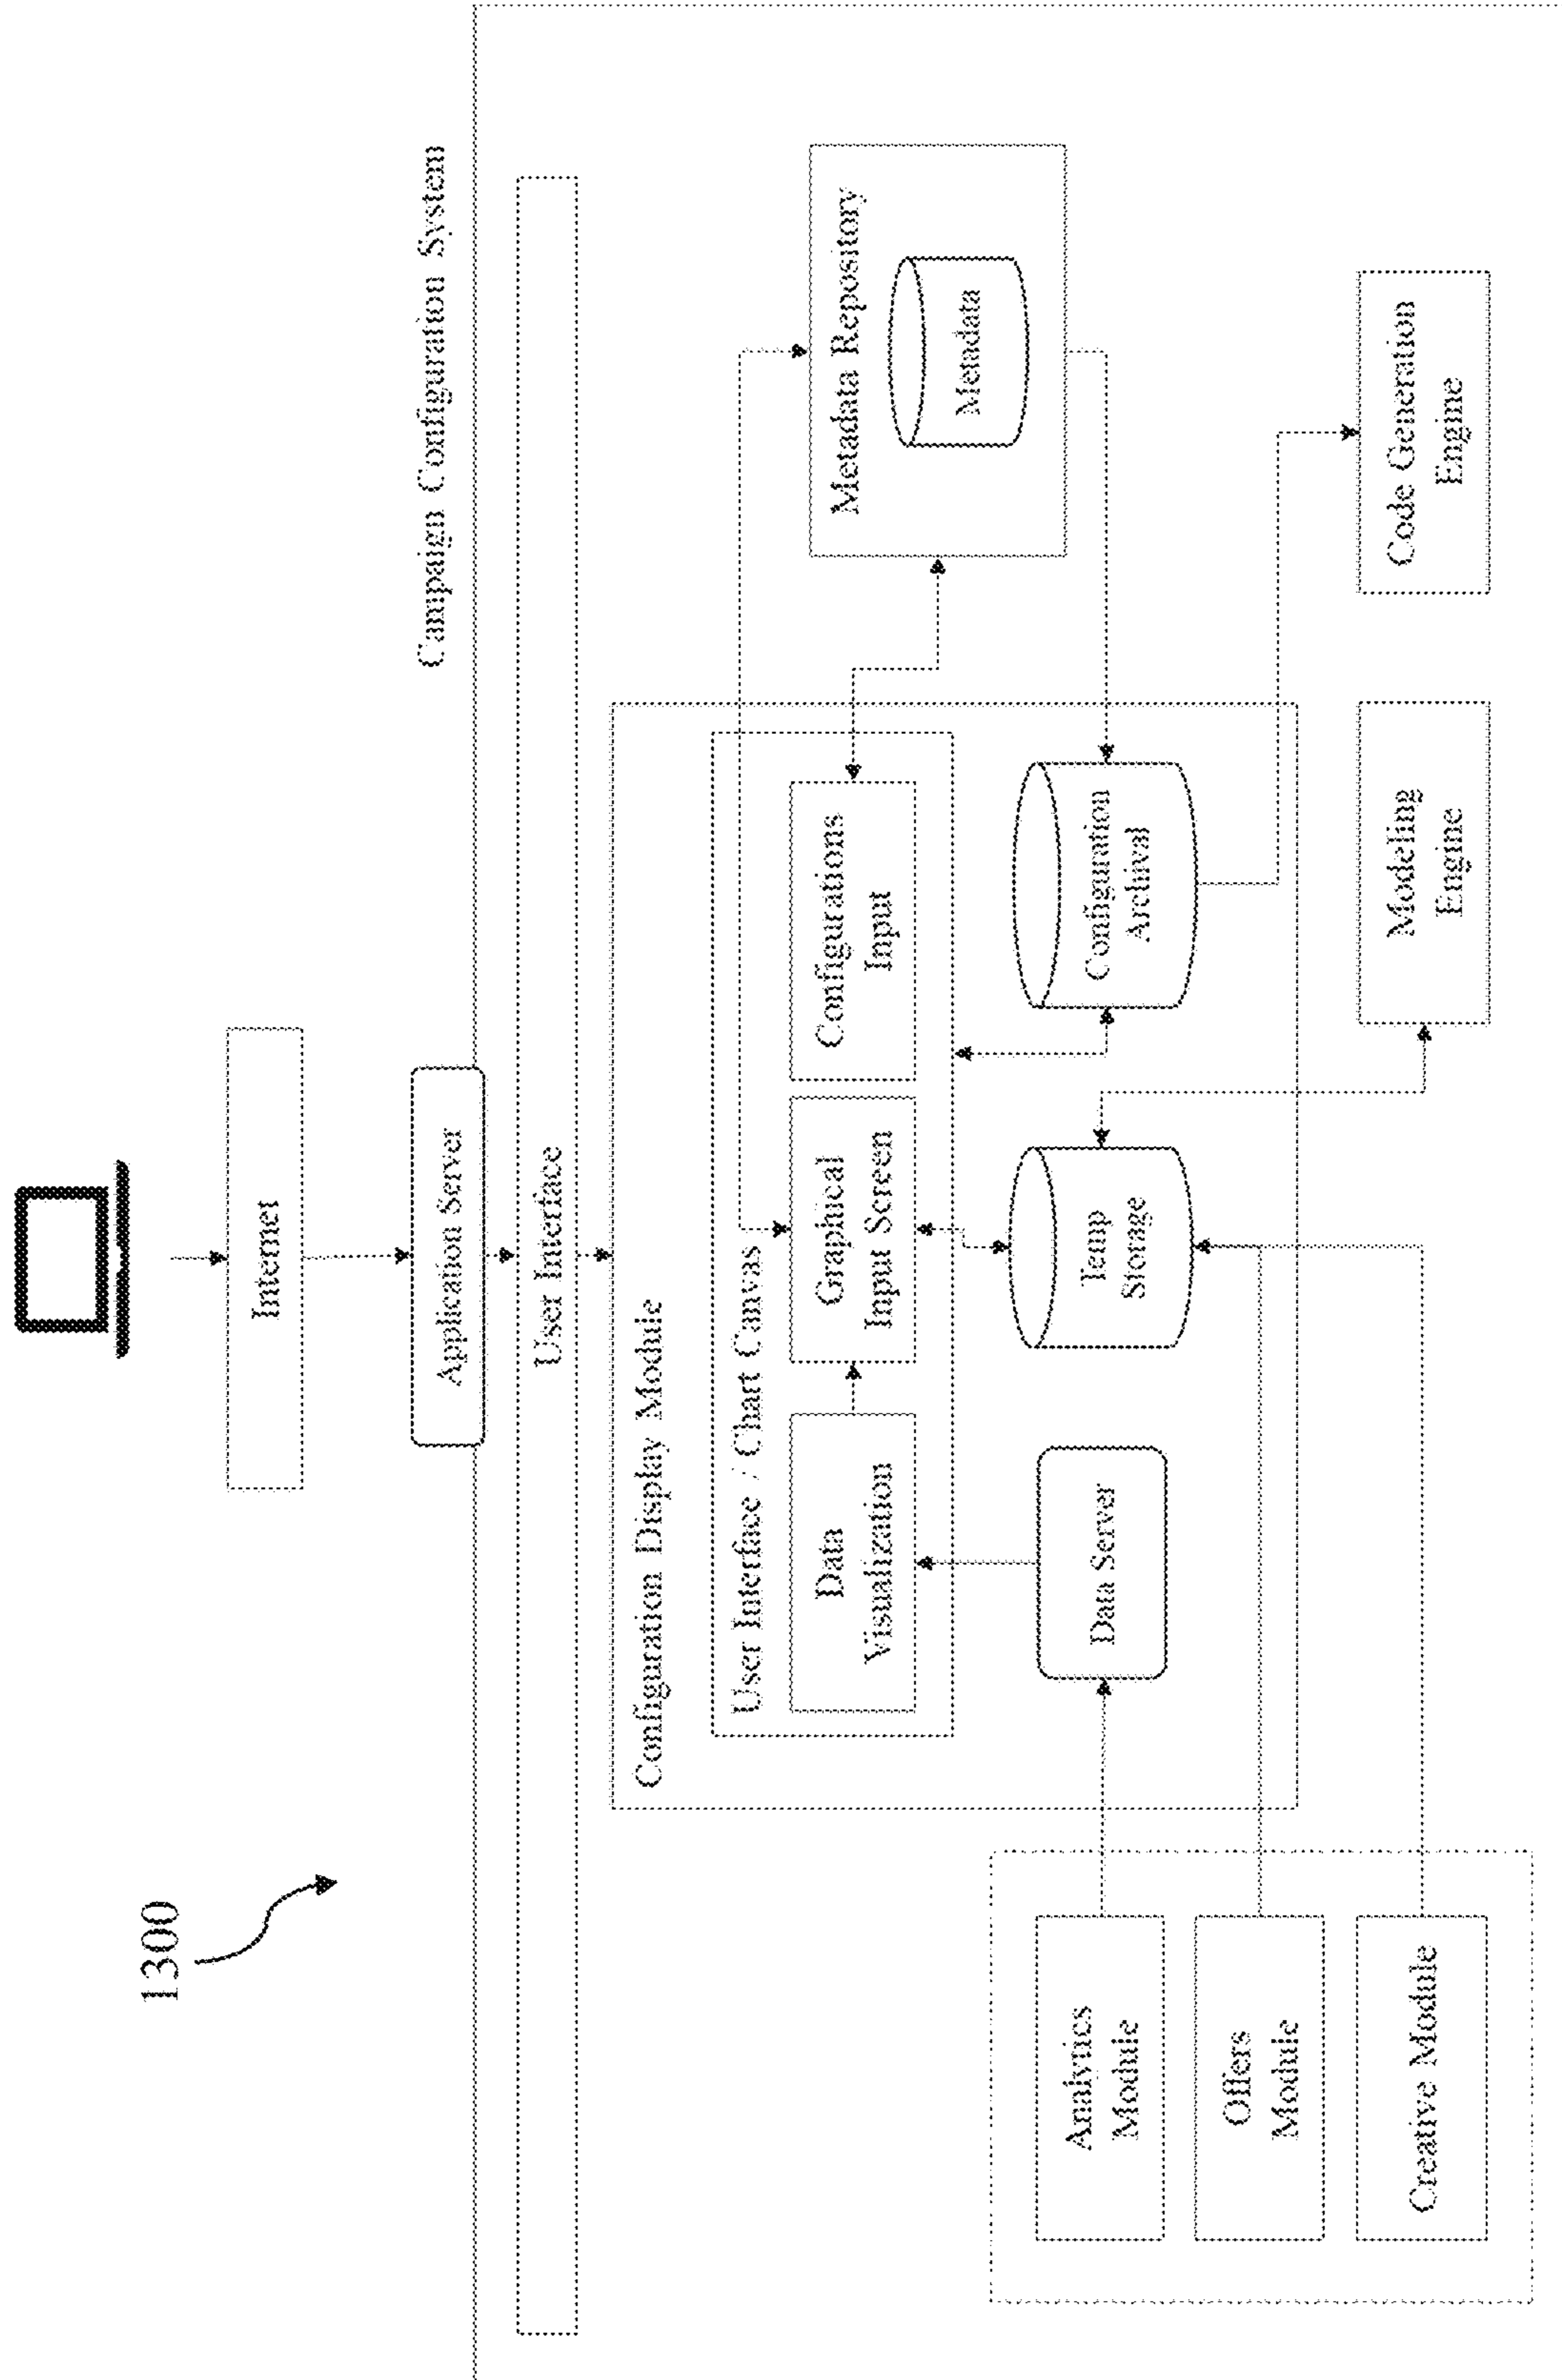 1300
Internet
Campaign Configuration System
Application Server
User Interface
Configuration Display Module
User Interface / Chart Canvas
Data
Visualization
Graphical
Input Screen
Configurations
Input
Metadata Repository
Metadata
Data Server
Temp
Storage
Configuration
Archival
Analytics
Module
Offers
Module
Creative Module
Modeling
Engine
Code Generation
Engine